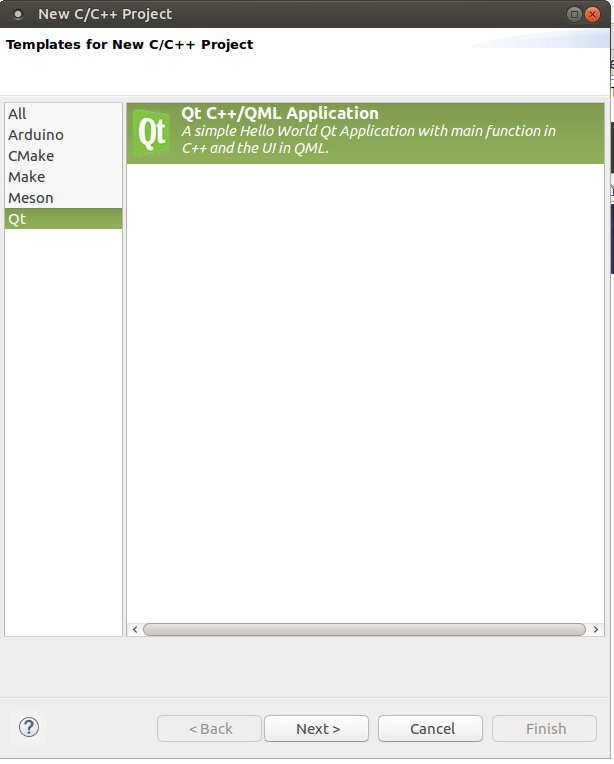 New C/C++ Project
Templates for New C/C++ Project
All
Arduino
CMake
Make
Meson
Qt
Qt
Qt C++/QML Application
A simple Hello World Qt Application with main function in
C++ and the UI in QML.
?
< Back
Next >
Cancel
Finish